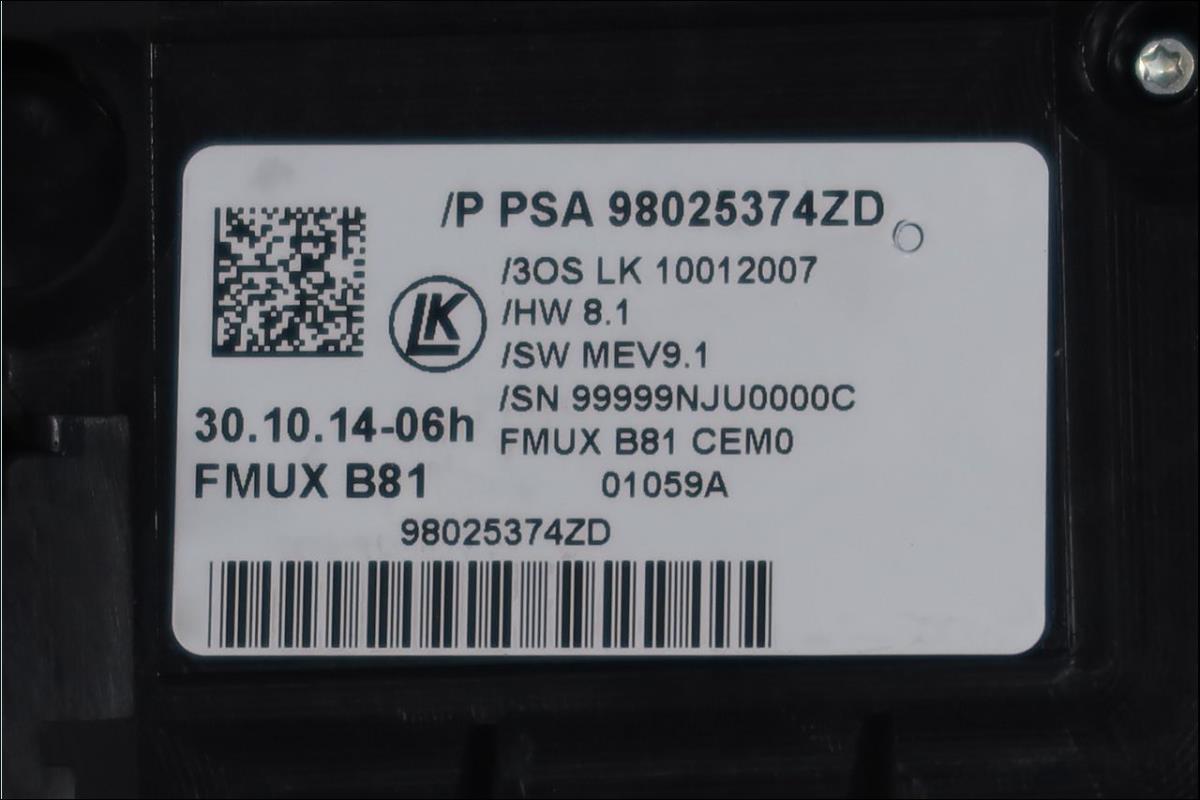 /P PSA 98025374ZD
/3OS LK 10012007
LK
/HW 8.1
/SW MEV9.1
/SN 99999NJU0000C
30.10.14-06h
FMUX B81 CEM0
FMUX B81
01059A
98025374ZD